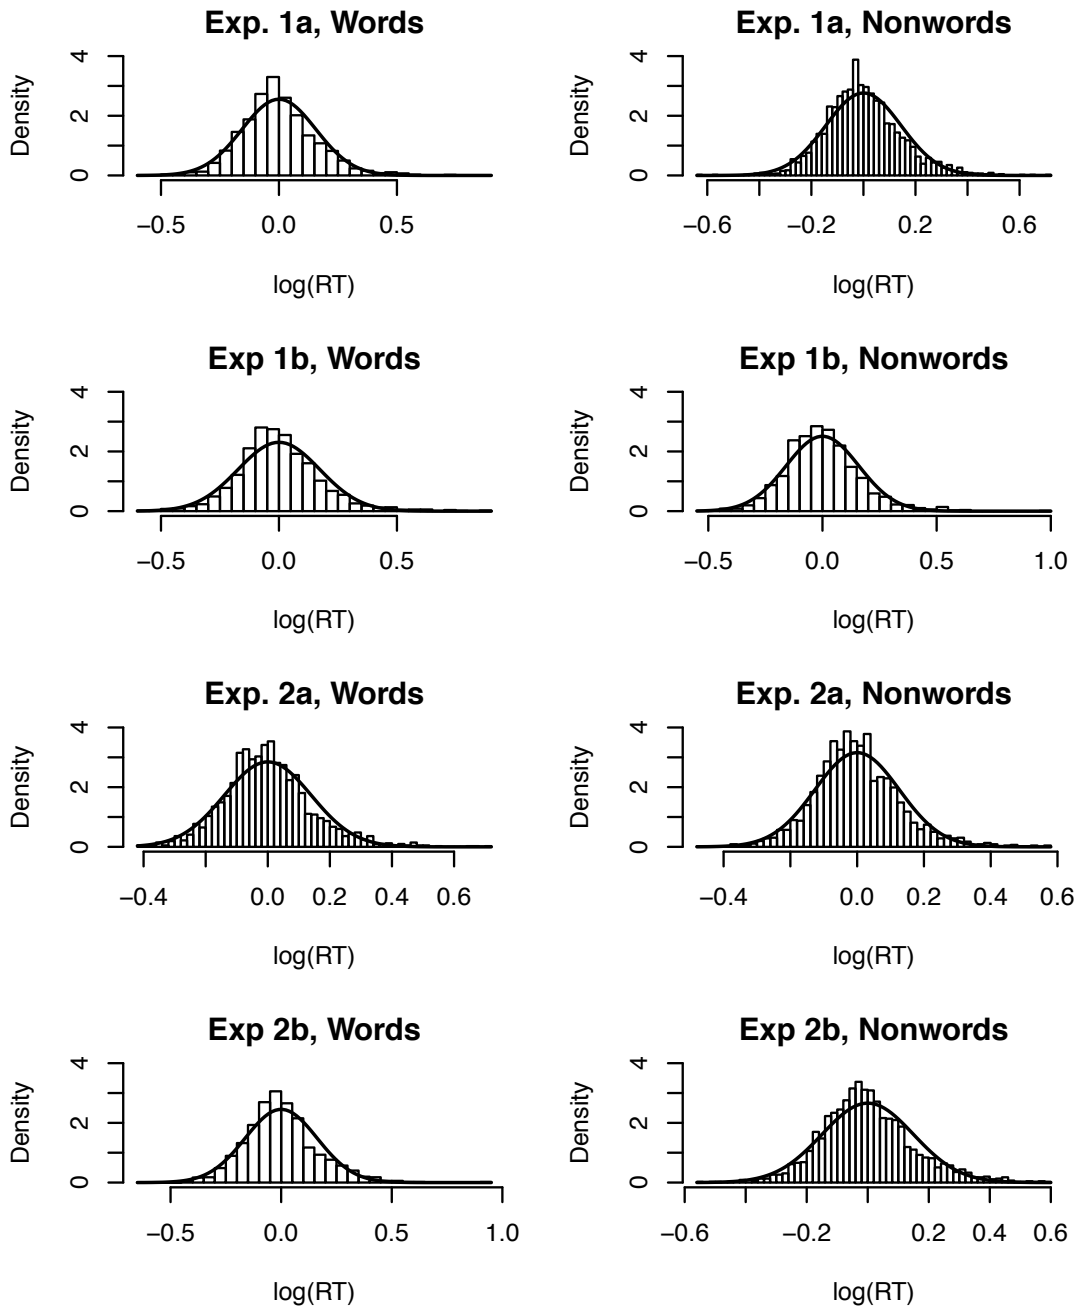 Exp. 1a, Words
Density
0 2 4
−0.5 0.0 0.5
log(RT)
Exp. 1a, Nonwords
Density
0 2 4
−0.6 −0.2 0.2 0.6
log(RT)
Exp 1b, Words
Density
0 2 4
−0.5 0.0 0.5
log(RT)
Exp 1b, Nonwords
Density
0 2 4
−0.5 0.0 0.5 1.0
log(RT)
Exp. 2a, Words
Density
0 2 4
−0.4 0.0 0.2 0.4 0.6
log(RT)
Exp. 2a, Nonwords
Density
0 2 4
−0.4 0.0 0.2 0.4 0.6
log(RT)
Exp 2b, Words
Density
0 2 4
−0.5 0.0 0.5 1.0
log(RT)
Exp 2b, Nonwords
Density
0 2 4
−0.6 −0.2 0.2 0.4 0.6
log(RT)